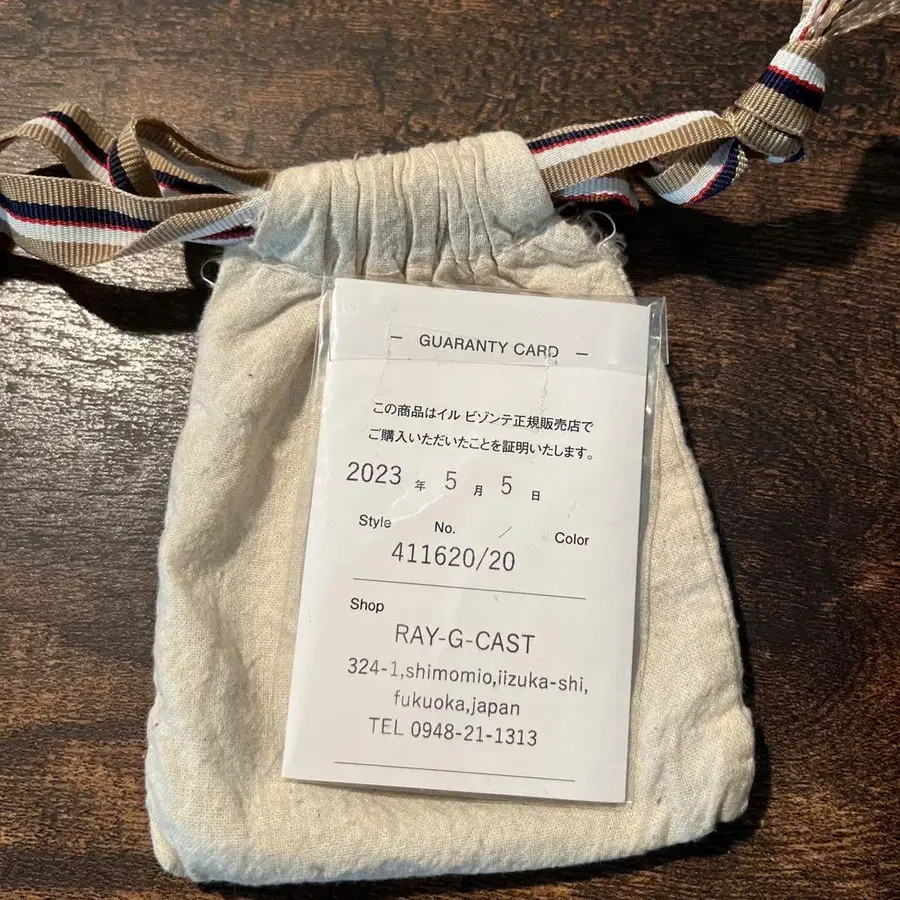 — GUARANTY CARD —
この商品はイル ビゾンテ正規販売店で
ご購入いただいたことを証明いたします。
2023 年 5 月 5 日
Style No. / Color
411620/20
Shop
RAY-G-CAST
324-1,shimomio,iizuka-shi,
fukuoka,japan
TEL 0948-21-1313